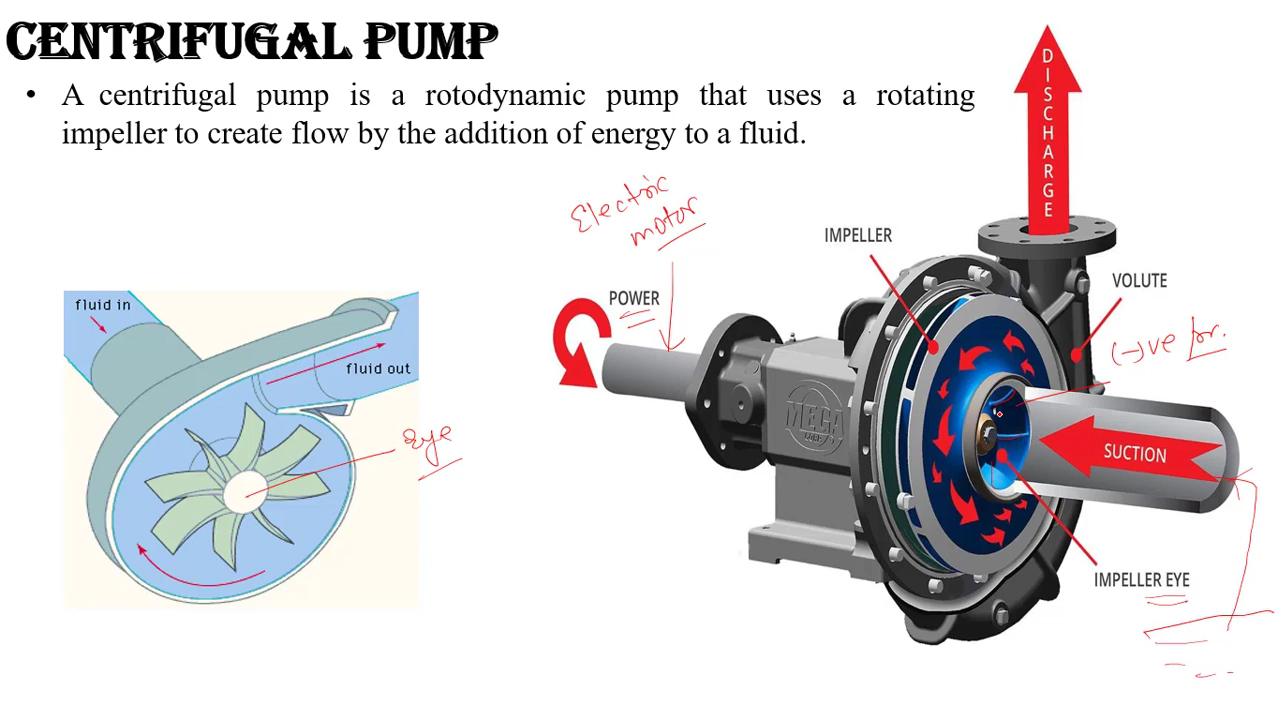 CENTRIFUGAL PUMP
• A centrifugal pump is a rotodynamic pump that uses a rotating
impeller to create flow by the addition of energy to a fluid.
DISCHARGE
Electric
motor
IMPELLER
VOLUTE
POWER
fluid in
fluid out
(-)ve pr.
MEGA
eye
SUCTION
IMPELLER EYE